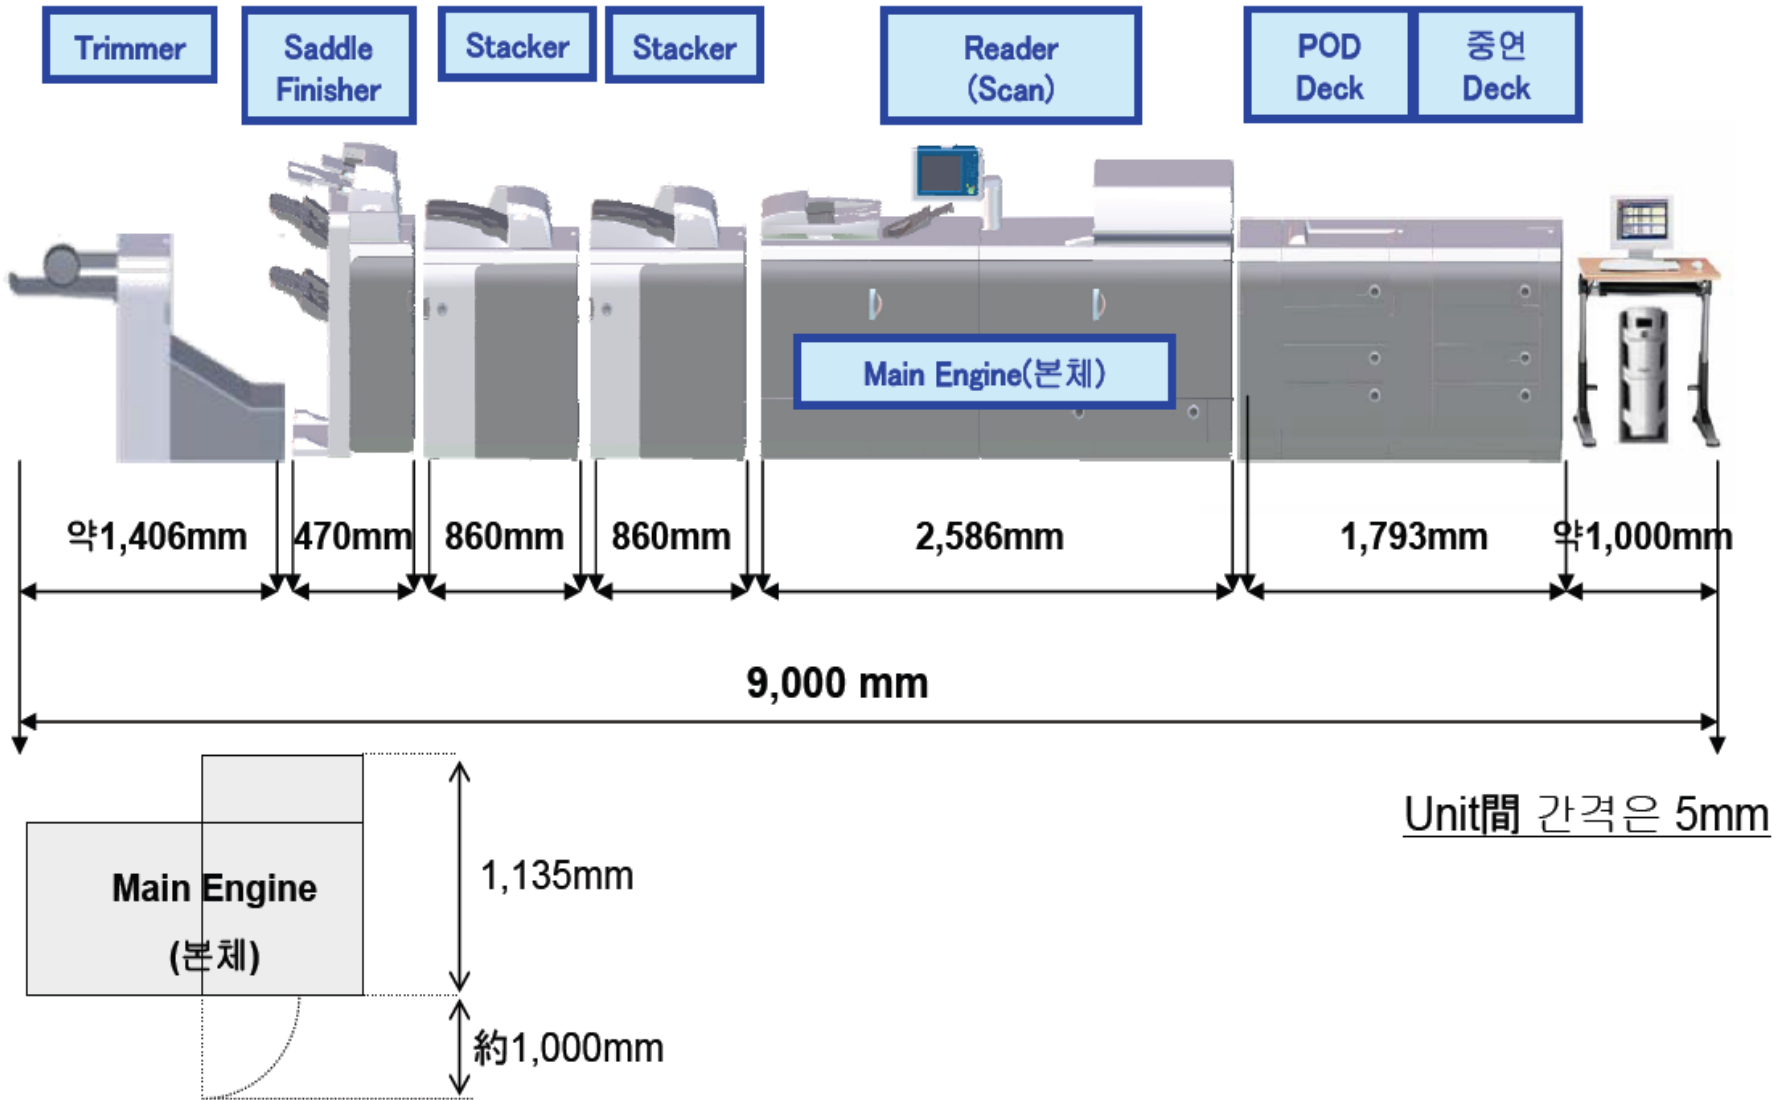 Trimmer
Saddle
Finisher
Stacker
Stacker
Reader
(Scan)
POD
Deck
중연
Deck
Main Engine(본체)
약1,406mm
470mm
860mm
860mm
2,586mm
1,793mm
약1,000mm
9,000 mm
Unit間 간격은 5mm
Main Engine
(본체)
1,135mm
約1,000mm